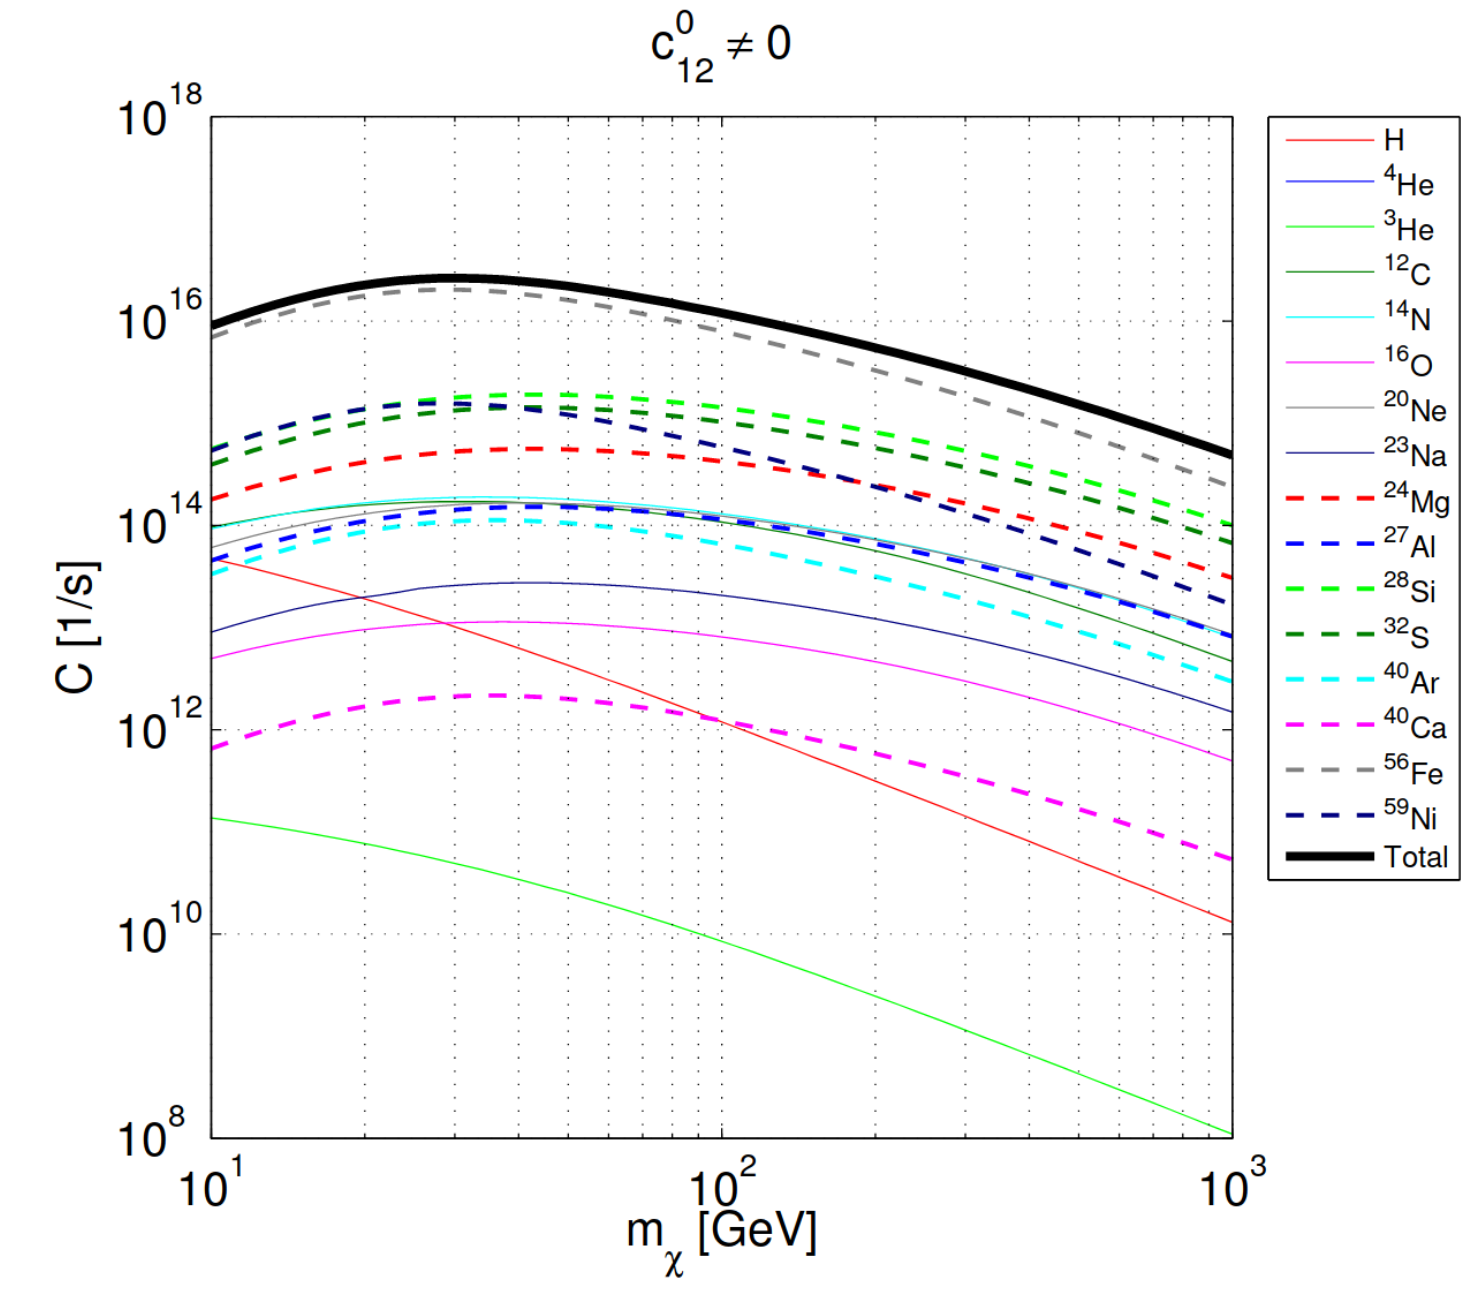 c⁰₁₂ ≠ 0
10¹⁸
10¹⁶
10¹⁴
10¹²
10¹⁰
10⁸
C [1/s]
10¹ 10² 10³
mᵪ [GeV]
H
⁴He
³He
¹²C
¹⁴N
¹⁶O
²⁰Ne
²³Na
²⁴Mg
²⁷Al
²⁸Si
³²S
⁴⁰Ar
⁴⁰Ca
⁵⁶Fe
⁵⁹Ni
Total